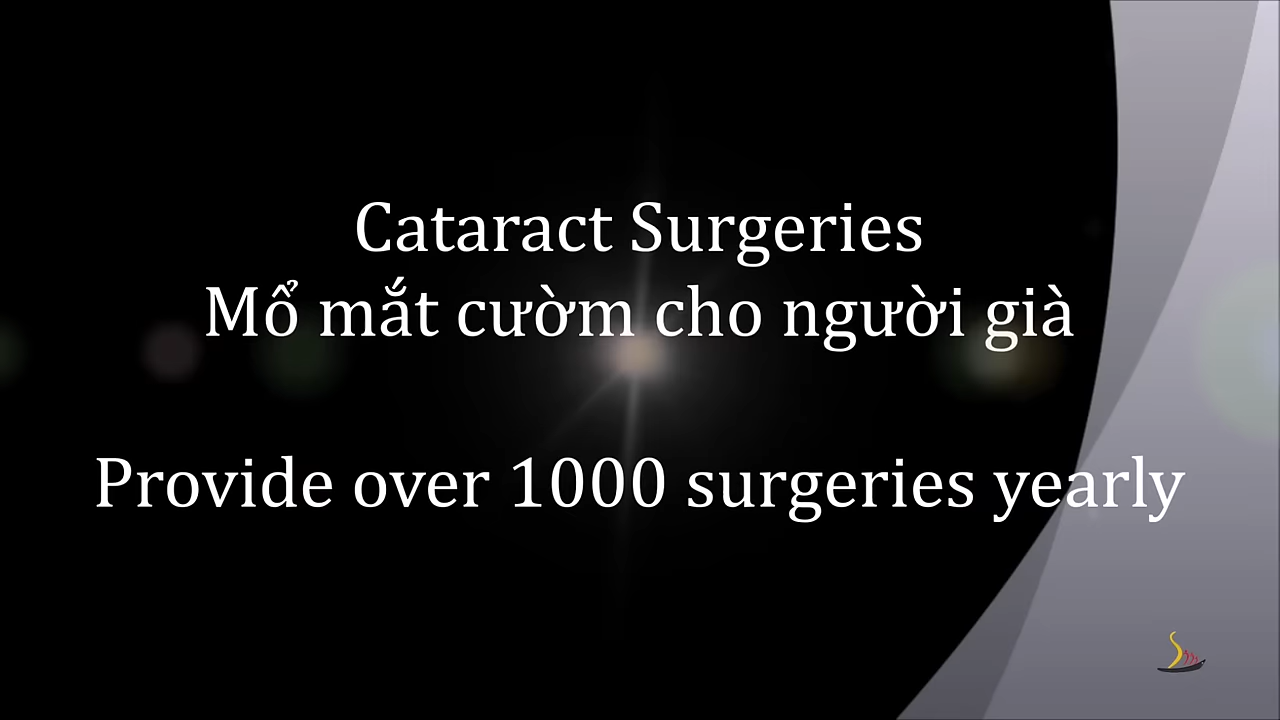 Cataract Surgeries
Mổ mắt cườm cho người già
Provide over 1000 surgeries yearly